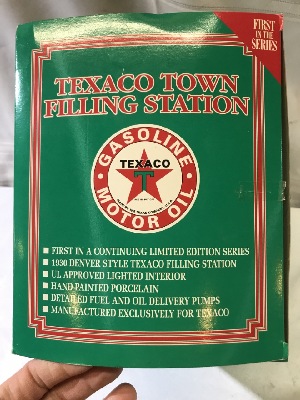 FIRST
IN THE
SERIES
TEXACO TOWN
FILLING STATION
GASOLINE
TEXACO
T
MOTOR OIL
■ FIRST IN A CONTINUING LIMITED EDITION SERIES
■ 1930 DENVER STYLE TEXACO FILLING STATION
■ UL APPROVED LIGHTED INTERIOR
■ HAND PAINTED PORCELAIN
■ DETAILED FUEL AND OIL DELIVERY PUMPS
■ MANUFACTURED EXCLUSIVELY FOR TEXACO